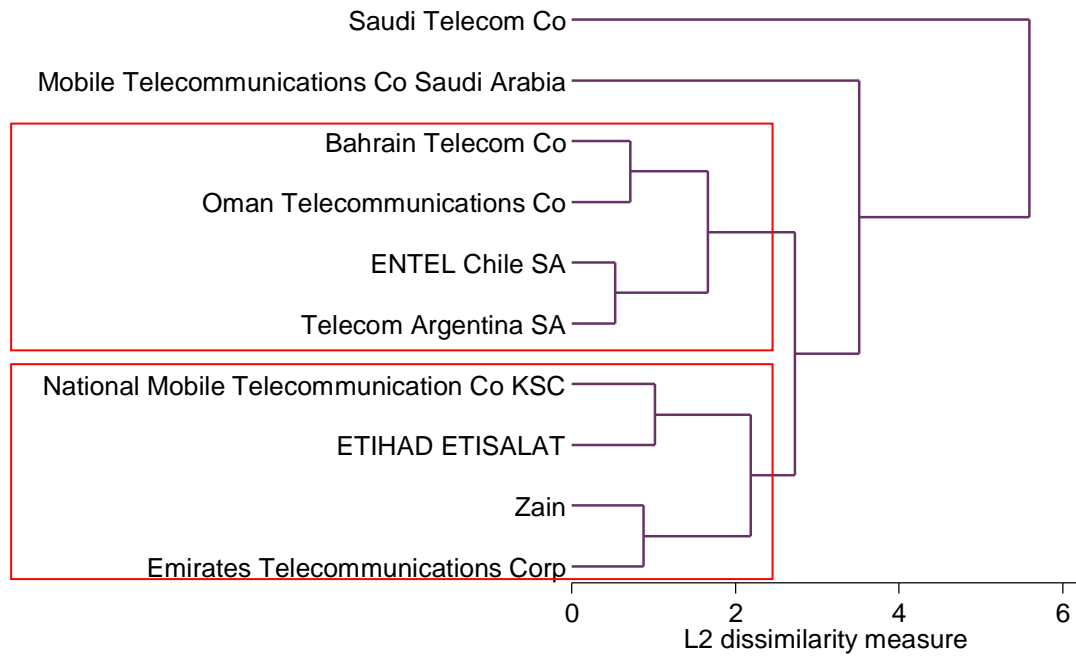 Saudi Telecom Co
Mobile Telecommunications Co Saudi Arabia
Bahrain Telecom Co
Oman Telecommunications Co
ENTEL Chile SA
Telecom Argentina SA
National Mobile Telecommunication Co KSC
ETIHAD ETISALAT
Zain
Emirates Telecommunications Corp
0 2 4 6
L2 dissimilarity measure